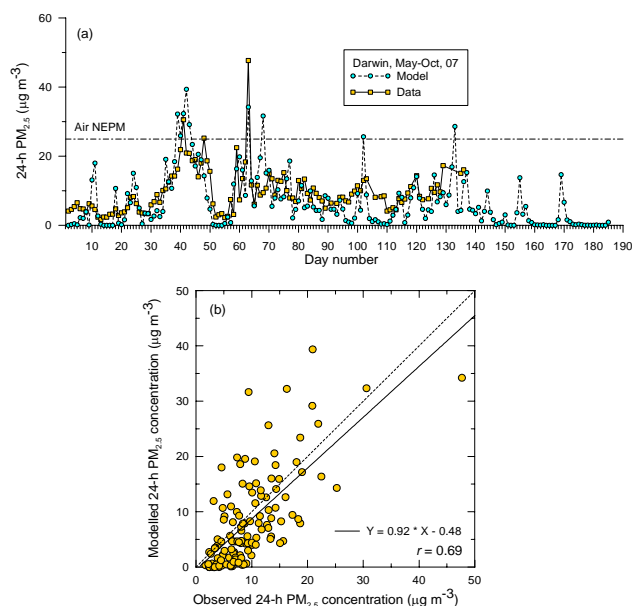 60
(a)
Darwin, May-Oct, 07
Model
Data
40
Air NEPM
20
0
24-h PM2.5 (µg m-3)
10 20 30 40 50 60 70 80 90 100 110 120 130 140 150 160 170 180 190
Day number
50
(b)
40
30
20
10
0
Modelled 24-h PM2.5 concentration (µg m-3)
Y = 0.92 * X - 0.48
r = 0.69
0 10 20 30 40 50
Observed 24-h PM2.5 concentration (µg m-3)